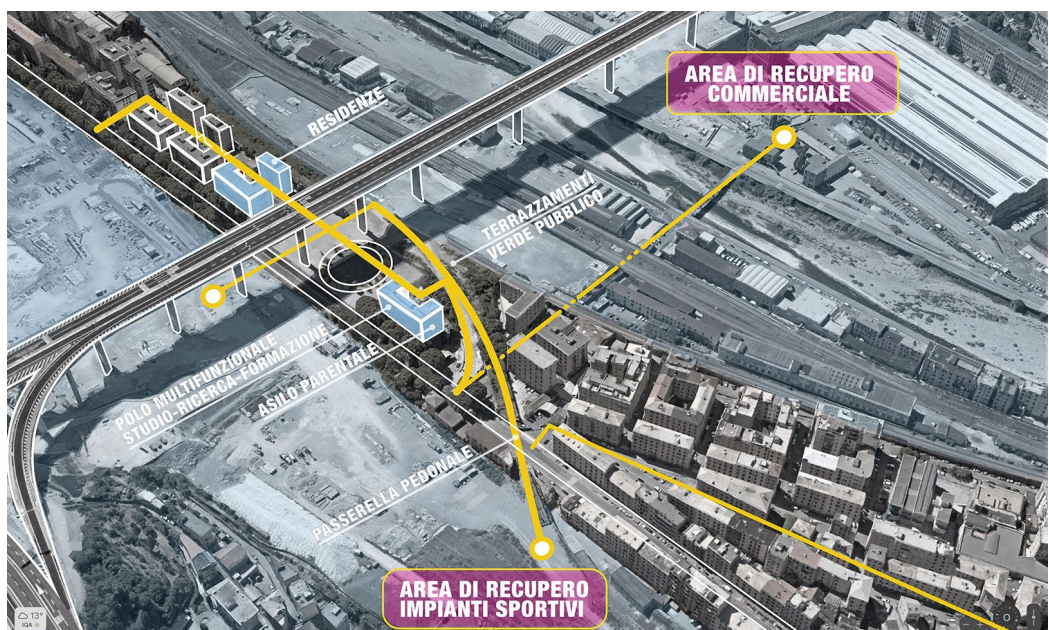 AREA DI RECUPERO
COMMERCIALE
RESIDENZE
TERRAZZAMENTI
VERDE PUBBLICO
POLO MULTIFUNZIONALE
STUDIO-RICERCA-FORMAZIONE
ASILO PARENTALE
PASSERELLA PEDONALE
AREA DI RECUPERO
IMPIANTI SPORTIVI
13°
IQA